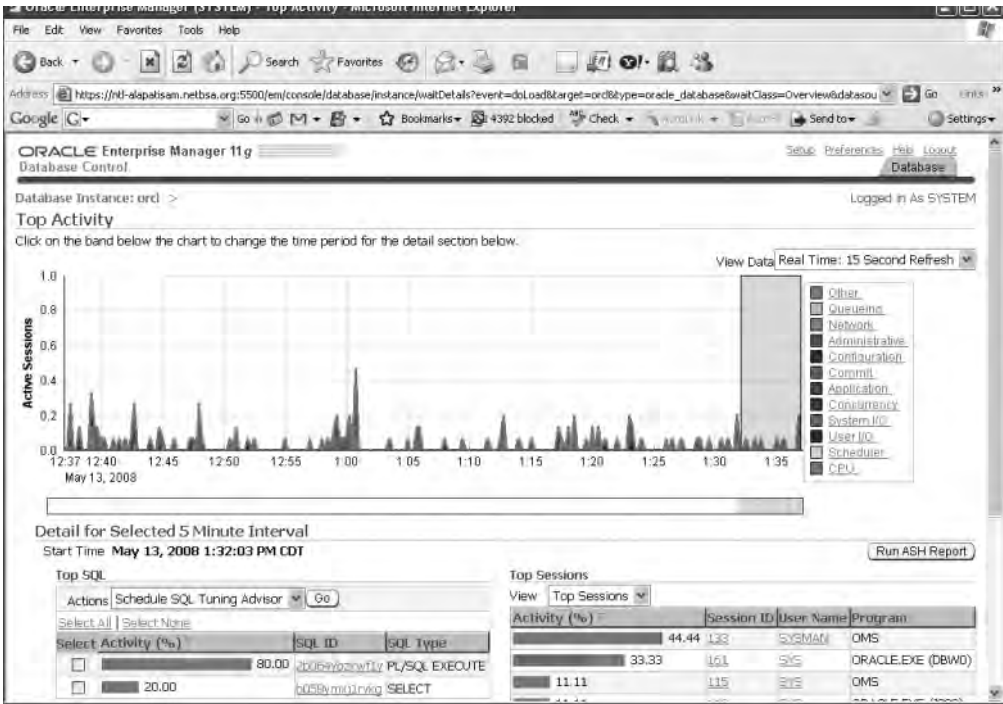 Oracle Enterprise Manager (SYSTEM) - Top Activity - Microsoft Internet Explorer
File Edit View Favorites Tools Help
Back Search Favorites
Address https://ntl-alapatisam.netbsa.org:5500/em/console/database/instance/waitDetails?event=doLoad&target=orcl&type=oracle_database&waitClass=Overview&datasou Go Links »
Google G Go Bookmarks 4392 blocked Check AutoLink Send to Settings
ORACLE Enterprise Manager 11g
Database Control
Setup Preferences Help Logout
Database
Database Instance: orcl >
Logged in As SYSTEM
Top Activity
Click on the band below the chart to change the time period for the detail section below.
View Data Real Time: 15 Second Refresh
Active Sessions
1.0
0.8
0.6
0.4
0.2
0.0
12:37 12:40 12:45 12:50 12:55 1:00 1:05 1:10 1:15 1:20 1:25 1:30 1:35
May 13, 2008
Other
Queueing
Network
Administrative
Configuration
Commit
Application
Concurrency
System I/O
User I/O
Scheduler
CPU
Detail for Selected 5 Minute Interval
Start Time May 13, 2008 1:32:03 PM CDT
Run ASH Report
Top SQL
Actions Schedule SQL Tuning Advisor Go
Select All | Select None
Select Activity (%) SQL ID SQL Type
80.00 PL/SQL EXECUTE
20.00 SELECT
Top Sessions
View Top Sessions
Activity (%) Session ID User Name Program
44.44 133 SYSMAN OMS
33.33 161 SYS ORACLE.EXE (DBW0)
11.11 115 SYS OMS